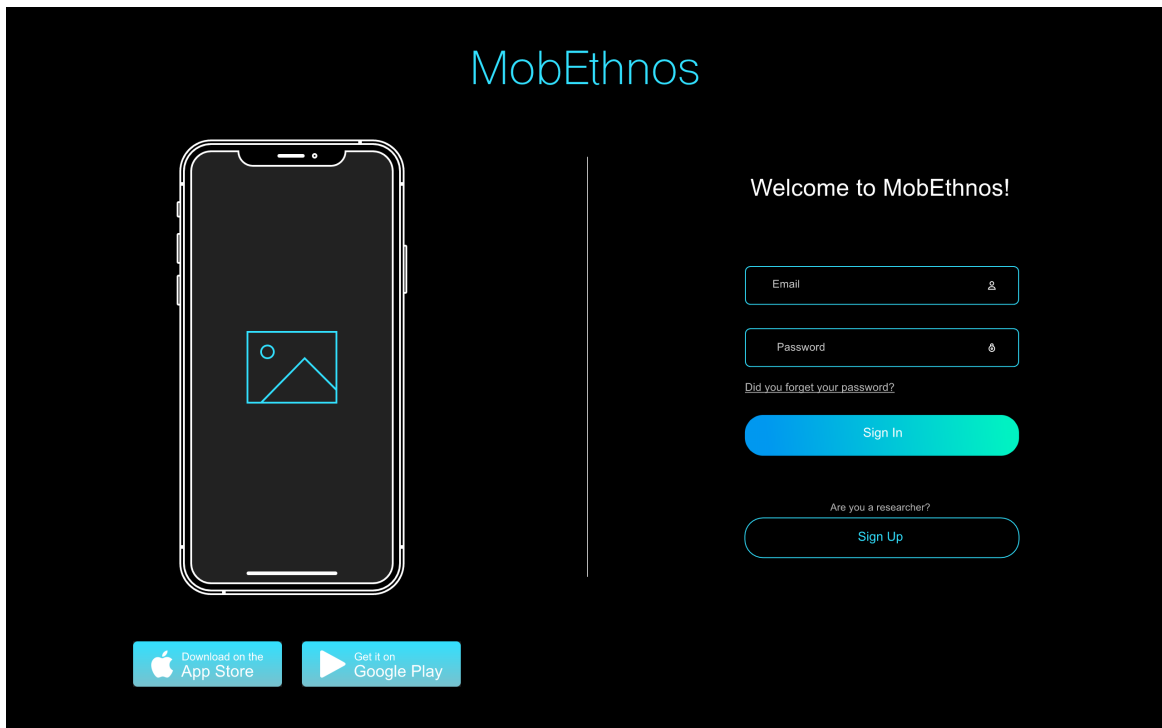 MobEthnos
Welcome to MobEthnos!
Email
Password
Did you forget your password?
Sign In
Are you a researcher?
Sign Up
Download on the
App Store
Get it on
Google Play